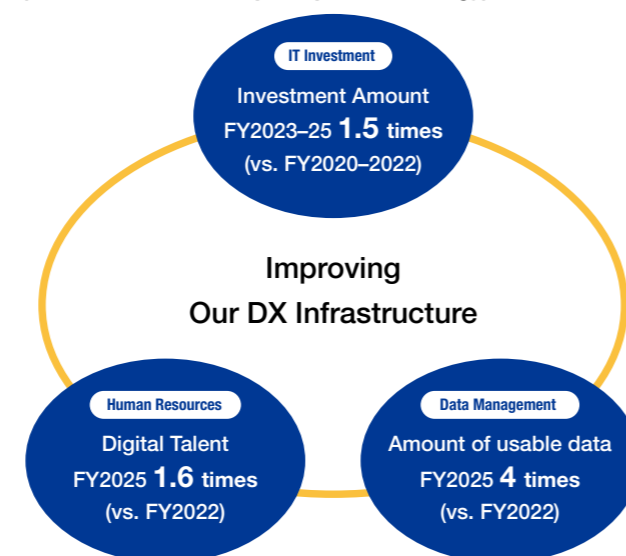 IT Investment
Investment Amount
FY2023–25 1.5 times
(vs. FY2020–2022)
Improving
Our DX Infrastructure
Human Resources
Digital Talent
FY2025 1.6 times
(vs. FY2022)
Data Management
Amount of usable data
FY2025 4 times
(vs. FY2022)